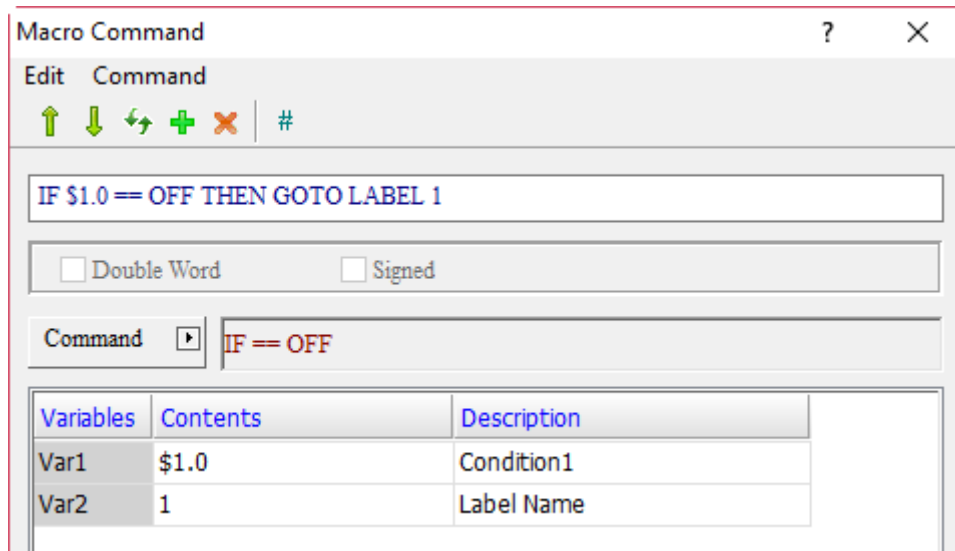 Macro Command ?
Edit Command
#
IF $1.0 == OFF THEN GOTO LABEL 1
Double Word Signed
Command IF == OFF
Variables Contents Description
Var1 $1.0 Condition1
Var2 1 Label Name